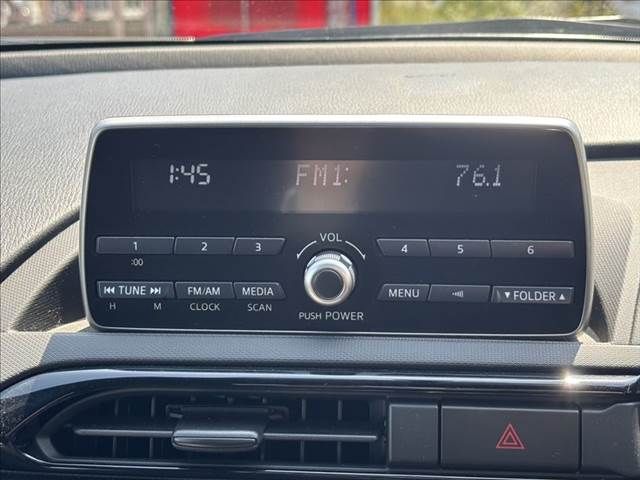 1:45 FM1: 76.1
VOL
1 2 3 4 5 6
:00
TUNE FM/AM MEDIA MENU FOLDER
H M CLOCK SCAN PUSH POWER